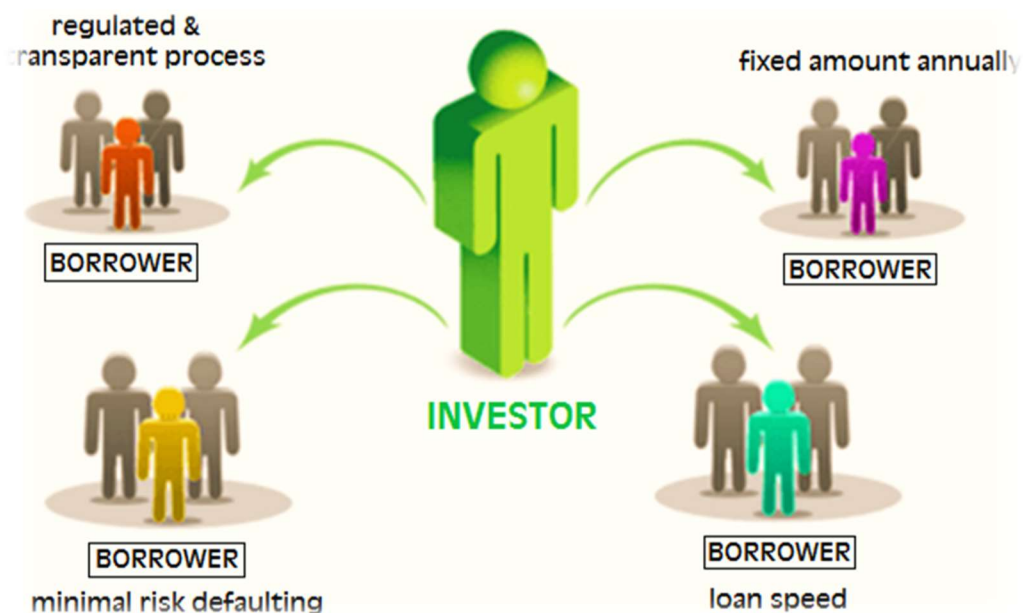 regulated &
transparent process
fixed amount annually
BORROWER
BORROWER
INVESTOR
BORROWER
BORROWER
minimal risk defaulting
loan speed